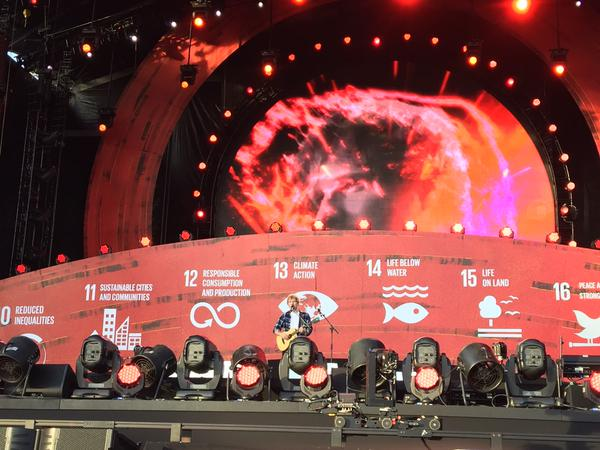 0 REDUCED
INEQUALITIES
11 SUSTAINABLE CITIES
AND COMMUNITIES
12 RESPONSIBLE
CONSUMPTION
AND PRODUCTION
13 CLIMATE
ACTION
14 LIFE BELOW
WATER
15 LIFE
ON LAND
16 PEACE A
STRONG